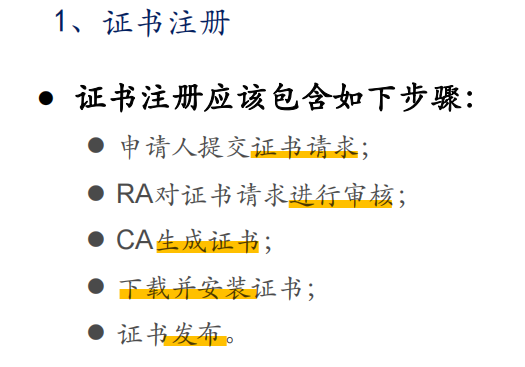 1、证书注册
● 证书注册应该包含如下步骤：
● 申请人提交证书请求；
● RA对证书请求进行审核；
● CA生成证书；
● 下载并安装证书；
● 证书发布。